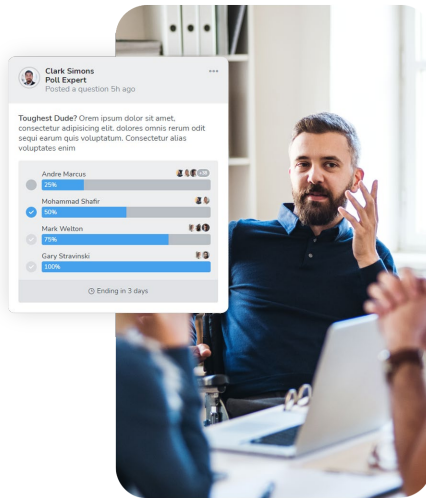 Clark Simons
Poll Expert
Posted a question 5h ago
Toughest Dude? Orem ipsum dolor sit amet,
consectetur adipisicing elit. dolores omnis rerum odit
sequi earum quis voluptatum. Consectetur alias
voluptates enim
Andre Marcus
25%
Mohammad Shafir
50%
Mark Welton
75%
Gary Stravinski
100%
Ending in 3 days